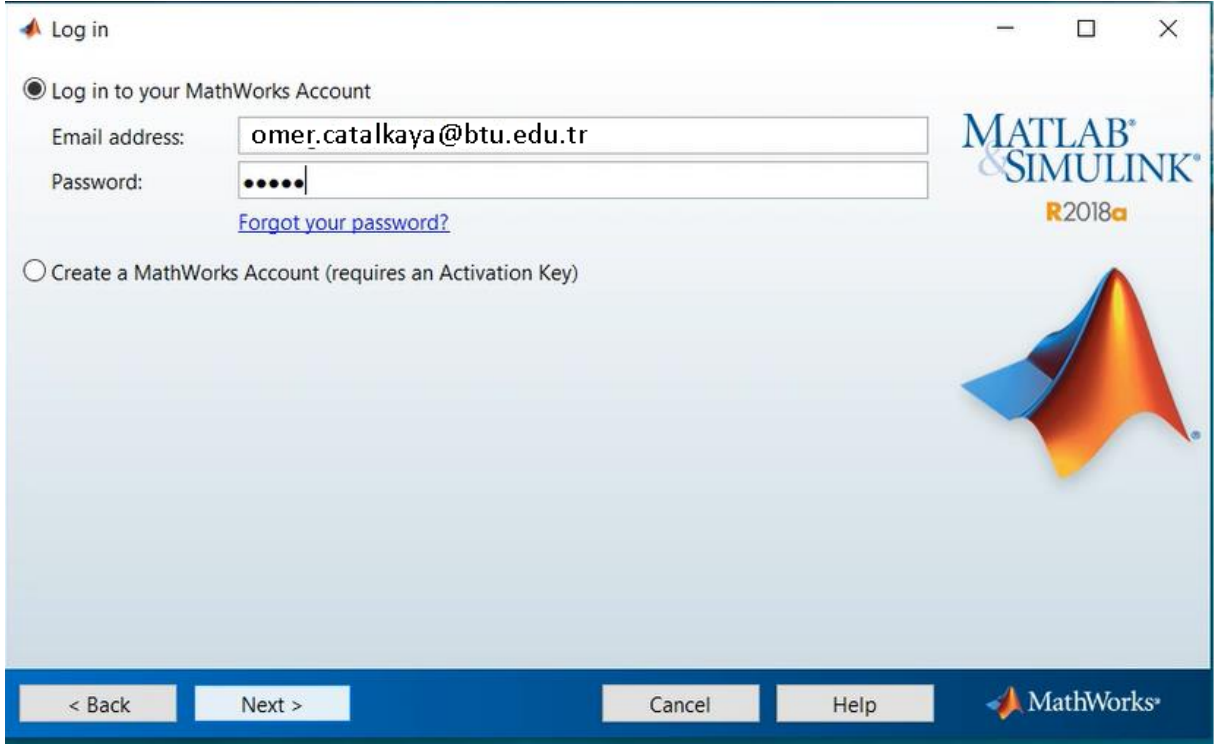 Log in
Log in to your MathWorks Account
Email address: omer.catalkaya@btu.edu.tr
Password: •••••
Forgot your password?
Create a MathWorks Account (requires an Activation Key)
MATLAB®
&SIMULINK®
R2018a
®
< Back Next > Cancel Help MathWorks®